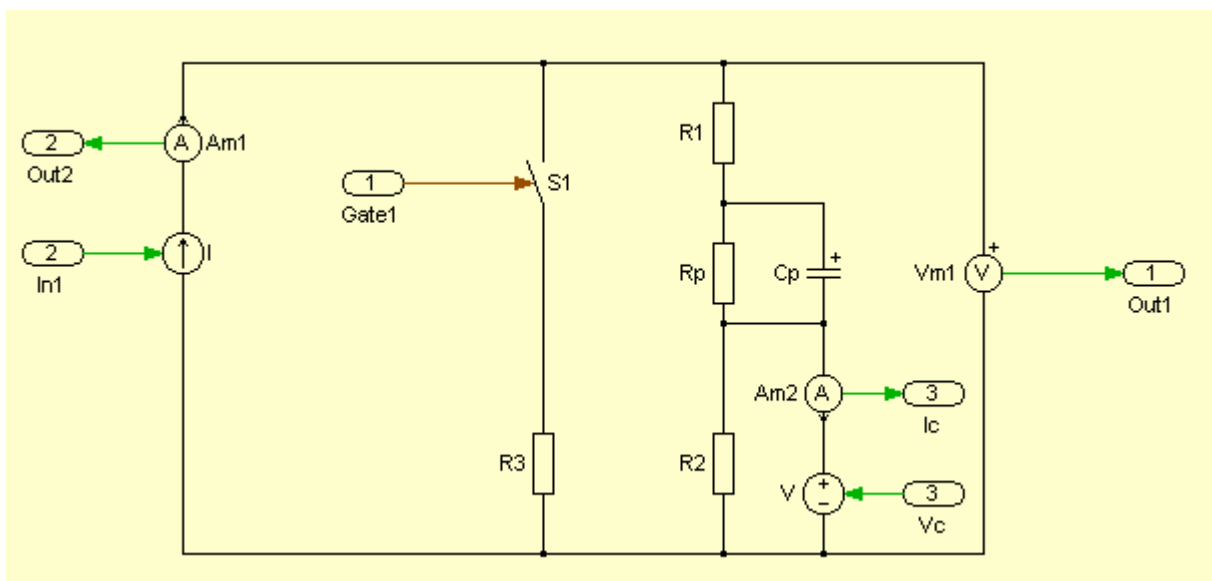 R1
2
A
Am1
Out2
1
S1
Gate1
2
I
In1
Rp
Cp
+
+
Vm1
V
1
Out1
Am2
A
3
Ic
R3
R2
V
+
−
3
Vc